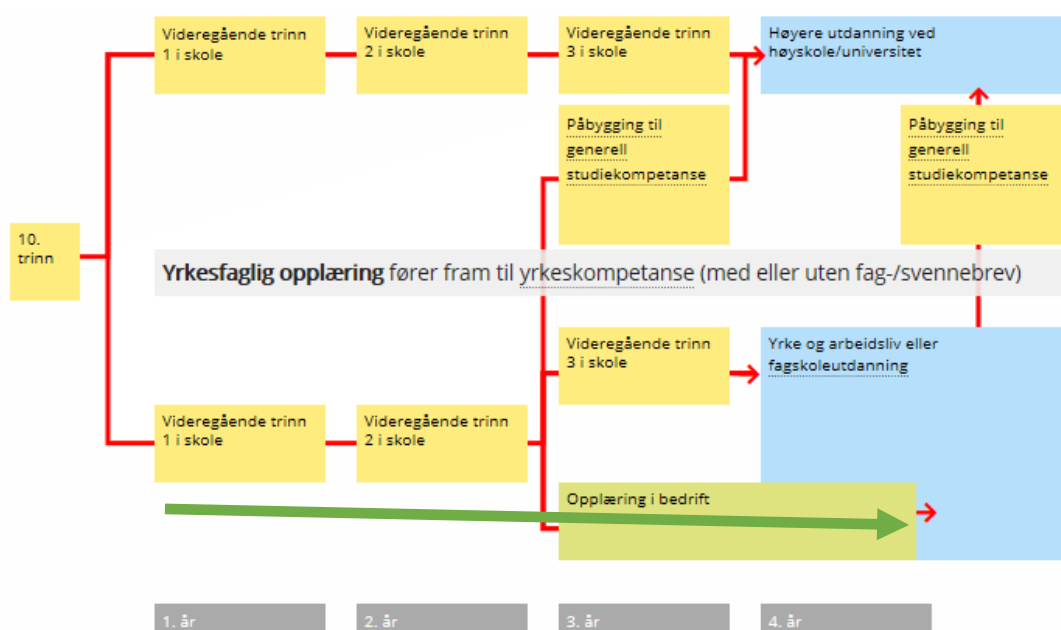 Videregående trinn
1 i skole
Videregående trinn
2 i skole
Videregående trinn
3 i skole
Høyere utdanning ved
høyskole/universitet
Påbygging til
generell
studiekompetanse
Påbygging til
generell
studiekompetanse
10.
trinn
Yrkesfaglig opplæring fører fram til yrkeskompetanse (med eller uten fag-/svennebrev)
Videregående trinn
3 i skole
Yrke og arbeidsliv eller
fagskoleutdanning
Videregående trinn
1 i skole
Videregående trinn
2 i skole
Opplæring i bedrift
1. år
2. år
3. år
4. år